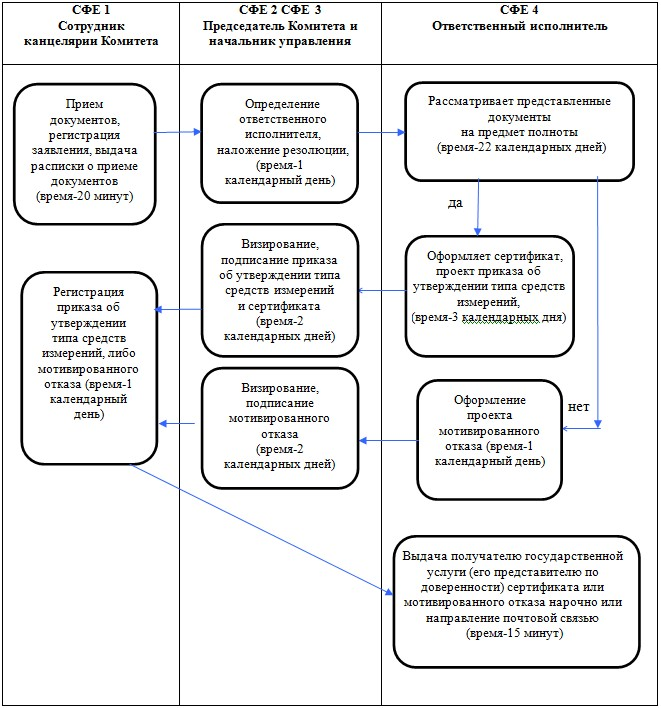 СФЕ 1
Сотрудник
канцелярии Комитета
СФЕ 2 СФЕ 3
Председатель Комитета и
начальник управления
СФЕ 4
Ответственный исполнитель
Прием
документов,
регистрация
заявления, выдача
расписки о приеме
документов
(время-20 минут)
Определение
ответственного
исполнителя,
наложение резолюции,
(время-1
календарный день)
Рассматривает представленные
документы
на предмет полноты
(время-22 календарных дней)
да
Визирование,
подписание приказа
об утверждении типа
средств измерений
и сертификата
(время-2
календарных дней)
Оформляет сертификат,
проект приказа об
утверждении типа средств
измерений,
(время-3 календарных дня)
Регистрация
приказа об
утверждении
типа средств
измерений, либо
мотивированного
отказа (время-1
календарный
день)
Визирование,
подписание
мотивированного
отказа
(время-2
календарных дней)
Оформление
проекта
мотивированного
отказа (время-1
календарный день)
нет
Выдача получателю государственной
услуги (его представителю по
доверенности) сертификата или
мотивированного отказа нарочно или
направление почтовой связью
(время-15 минут)